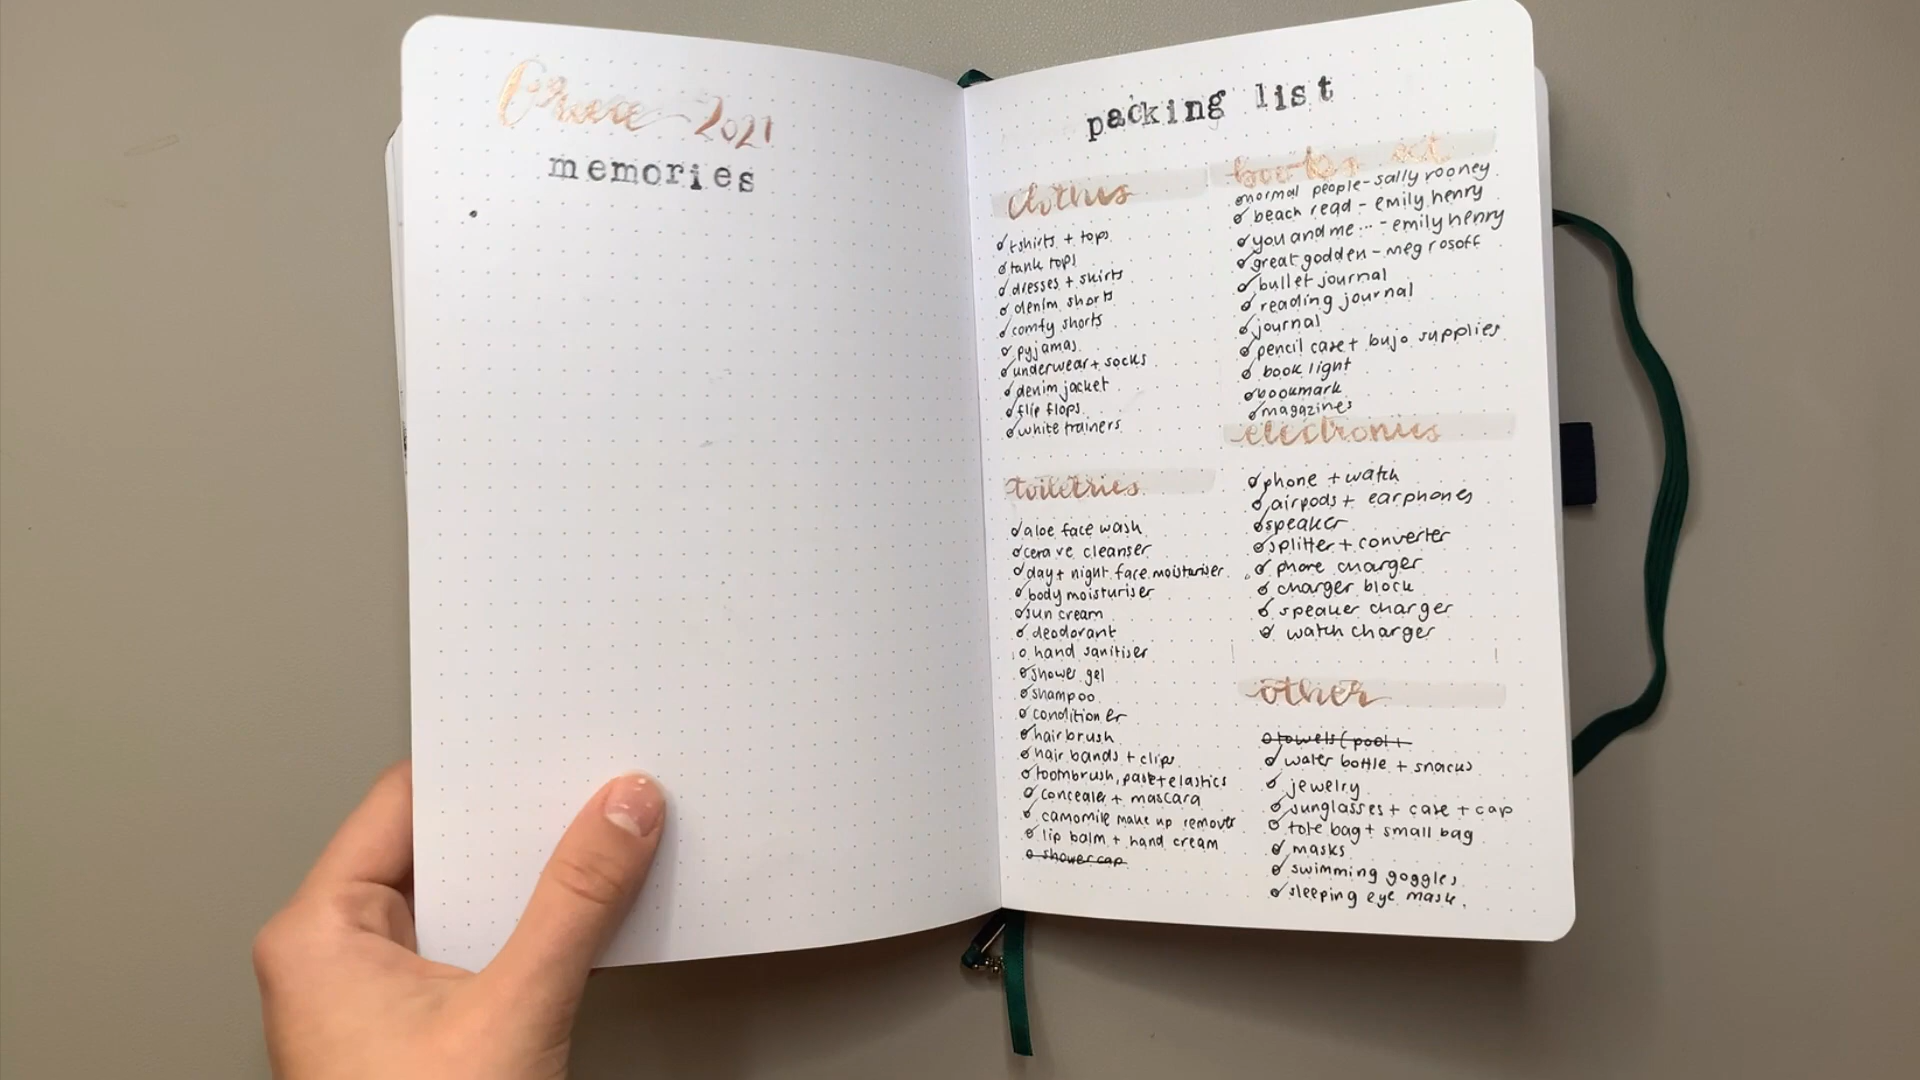 Greece 2021
memories
packing list
clothes
tshirts + tops
tank tops
dresses + skirts
denim shorts
comfy shorts
pyjamas
underwear + socks
denim jacket
flip flops
white trainers
toiletries
aloe face wash
cera ve cleanser
day + night face moisturiser
body moisturiser
sun cream
deodorant
hand sanitiser
shower gel
shampoo
conditioner
hairbrush
hair bands + clips
toothbrush, paste + elastics
concealer + mascara
camomile make up remover
lip balm + hand cream
shower cap
books ect
normal people - sally rooney
beach read - emily henry
you and me ... - emily henry
great godden - meg rosoff
bullet journal
reading journal
journal
pencil case + bujo supplies
book light
bookmark
magazines
electronics
phone + watch
airpods + earphones
speaker
splitter + converter
phone charger
charger block
speaker charger
watch charger
other
towels (pool +
water bottle + snacks
jewelry
sunglasses + case + cap
tote bag + small bag
masks
swimming goggles
sleeping eye mask.